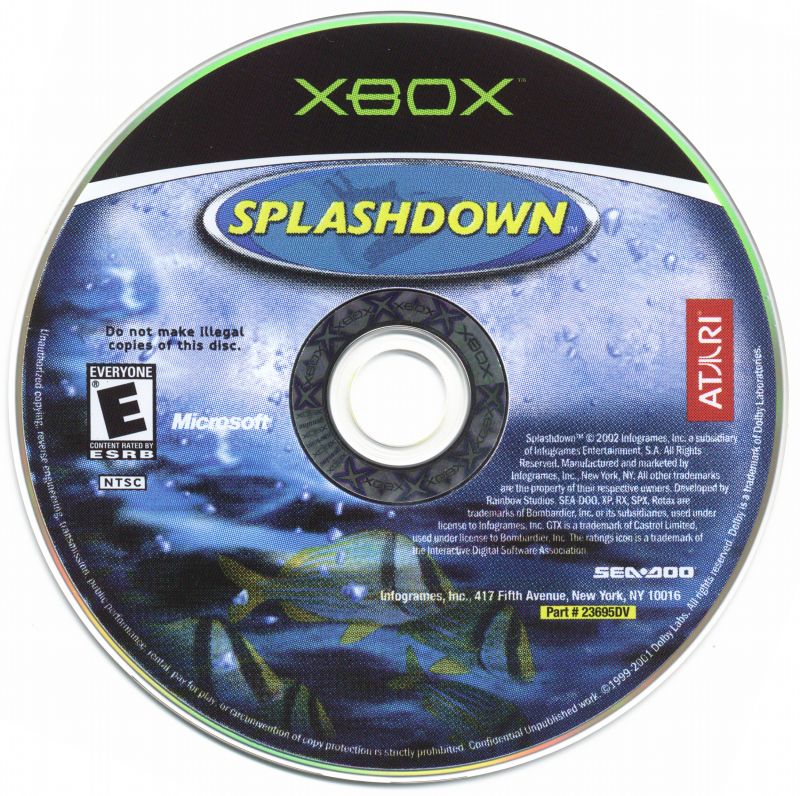 XBOX™
SPLASHDOWN™
Do not make Illegal
copies of this disc.
EVERYONE
E®
CONTENT RATED BY
ESRB
NTSC
Microsoft
XBOX
ATARI
Splashdown™ © 2002 Infogrames, Inc. a subsidiary
of Infogrames Entertainment, S.A. All Rights
Reserved. Manufactured and marketed by
Infogrames, Inc., New York, NY. All other trademarks
are the property of their respective owners. Developed by
Rainbow Studios. SEA-DOO, XP, RX, SPX, Rotax are
trademarks of Bombardier, Inc. or its subsidiaries, used under
license to Infogrames, Inc. GTX is a trademark of Castrol Limited,
used under license to Bombardier, Inc. The ratings icon is a trademark of
the Interactive Digital Software Association.
SEA-DOO
Infogrames, Inc., 417 Fifth Avenue, New York, NY 10016
Part # 23695DV
Unauthorized copying, reverse engineering, transmission, public performance, rental, pay for play, or circumvention of copy protection is strictly prohibited. Confidential Unpublished work. ©1999-2001 Dolby Labs. All rights reserved. Dolby is a Trademark of Dolby Laboratories.